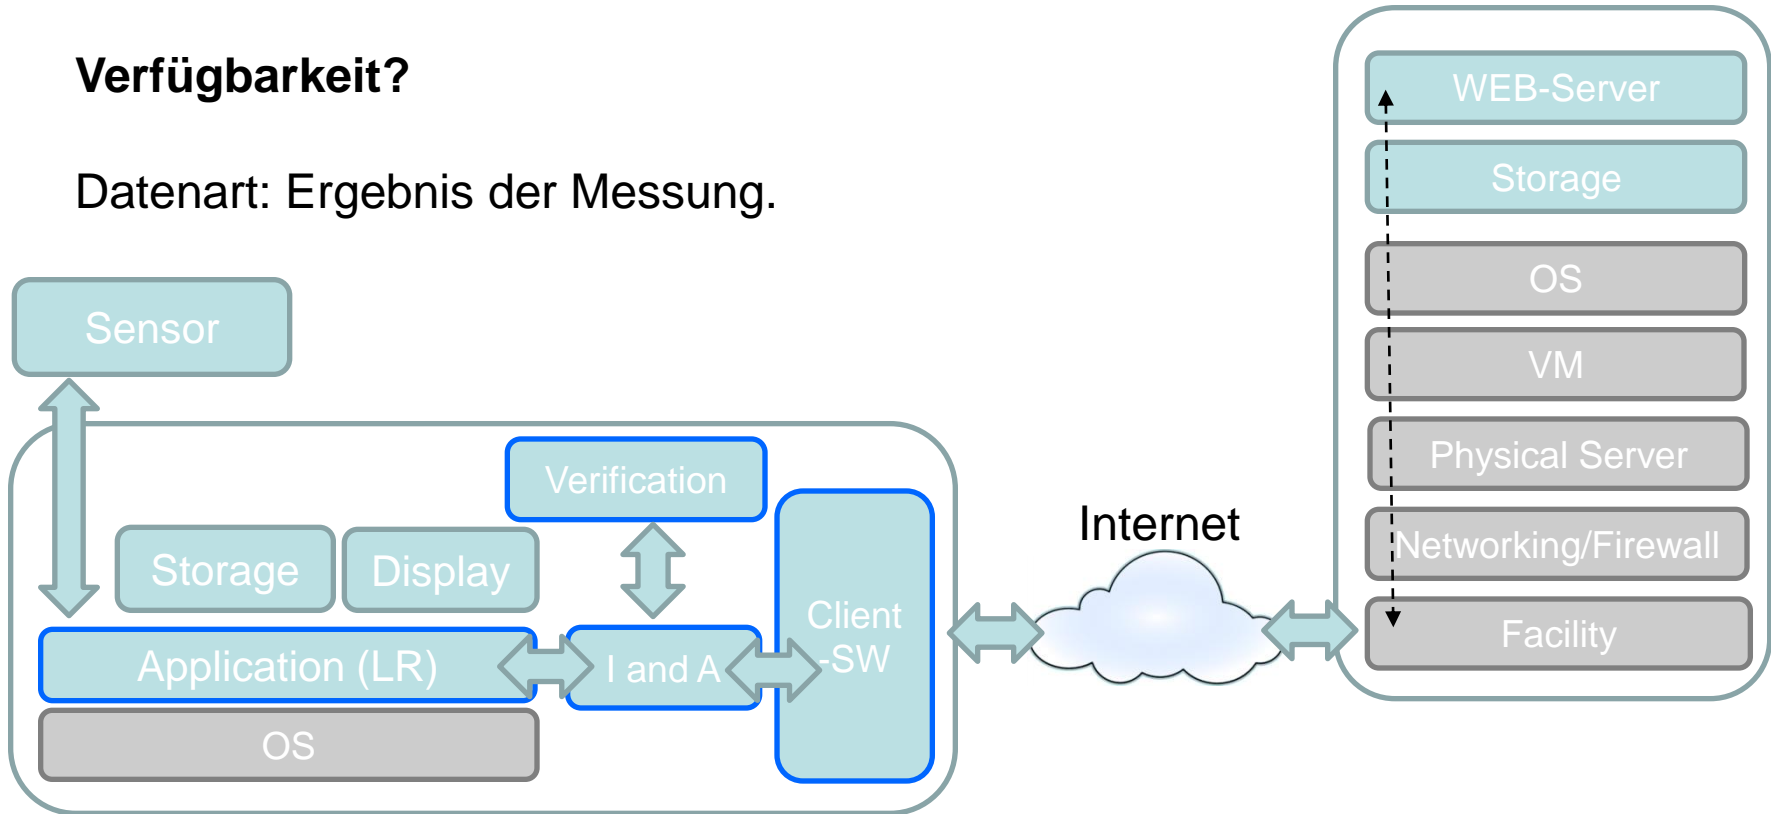 Verfügbarkeit?
Datenart: Ergebnis der Messung.
Sensor
Verification
Storage
Display
Application (LR)
I and A
Client
-SW
OS
Internet
WEB-Server
Storage
OS
VM
Physical Server
Networking/Firewall
Facility